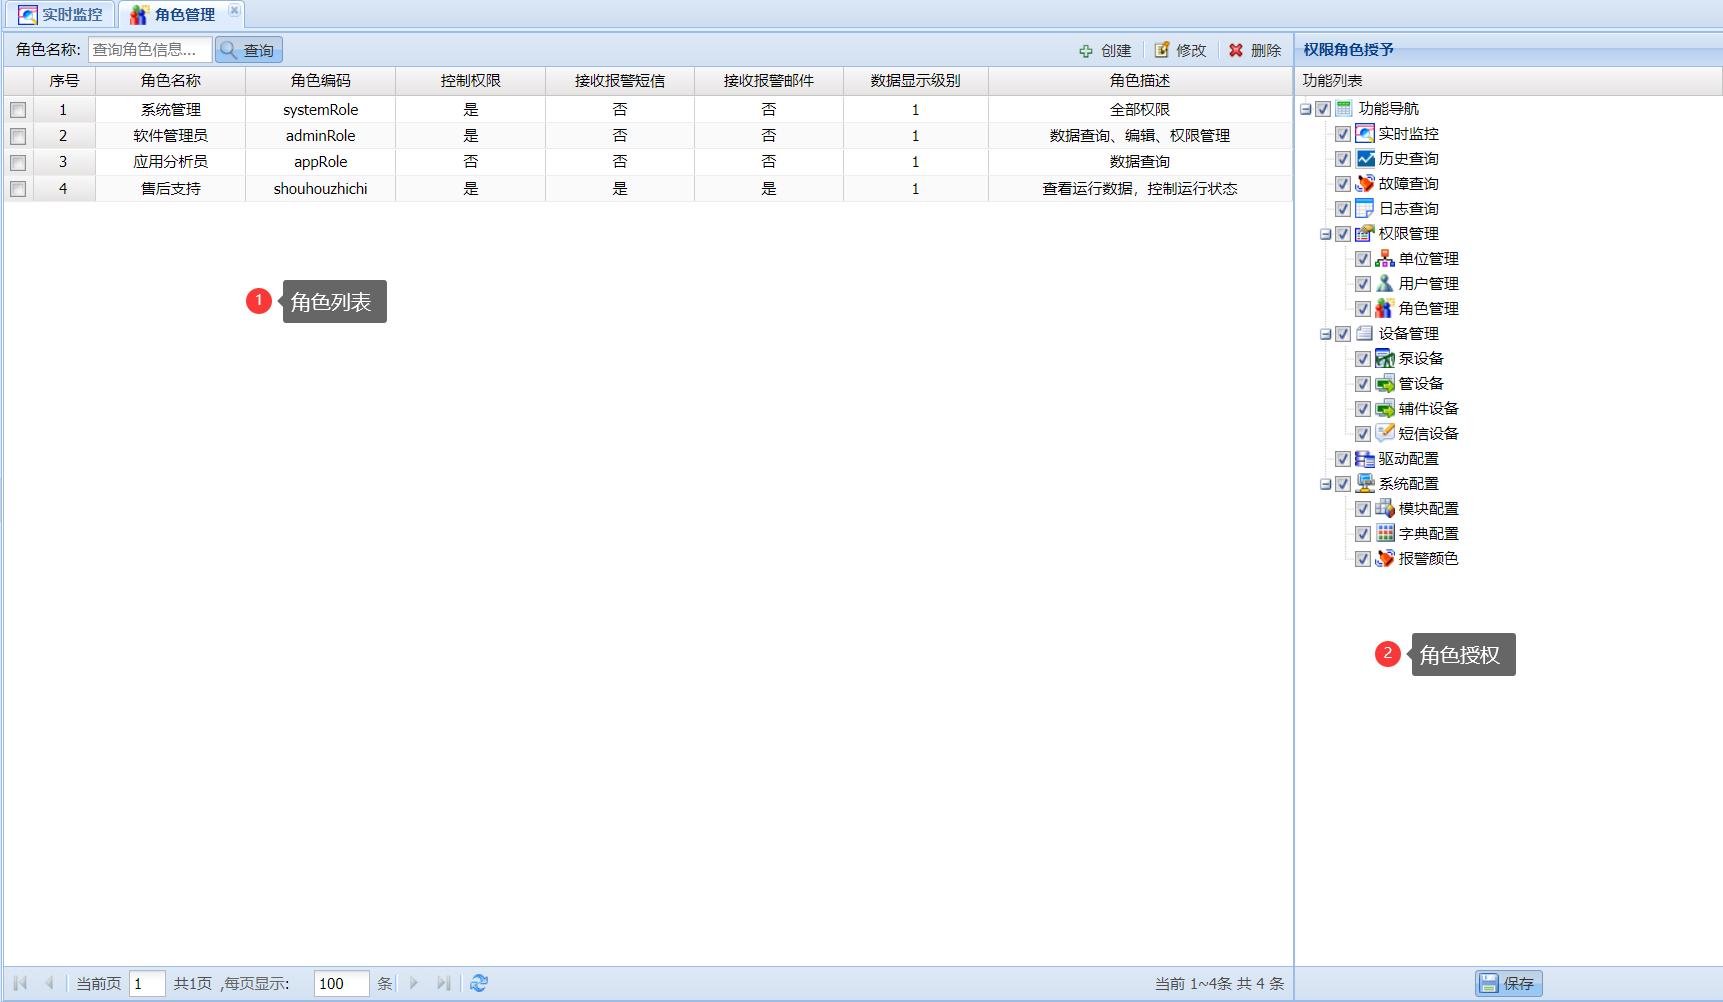 实时监控 角色管理
角色名称: 查询角色信息... 查询 创建 修改 删除
序号 角色名称 角色编码 控制权限 接收报警短信 接收报警邮件 数据显示级别 角色描述
1 系统管理 systemRole 是 否 否 1 全部权限
2 软件管理员 adminRole 是 否 否 1 数据查询、编辑、权限管理
3 应用分析员 appRole 否 否 否 1 数据查询
4 售后支持 shouhouzhichi 是 是 是 1 查看运行数据，控制运行状态
1 角色列表
当前页 1 共1页 ,每页显示: 100 条 当前 1~4条 共 4 条
权限角色授予
功能列表
功能导航
实时监控
历史查询
故障查询
日志查询
权限管理
单位管理
用户管理
角色管理
设备管理
泵设备
管设备
辅件设备
短信设备
驱动配置
系统配置
模块配置
字典配置
报警颜色
2 角色授权
保存